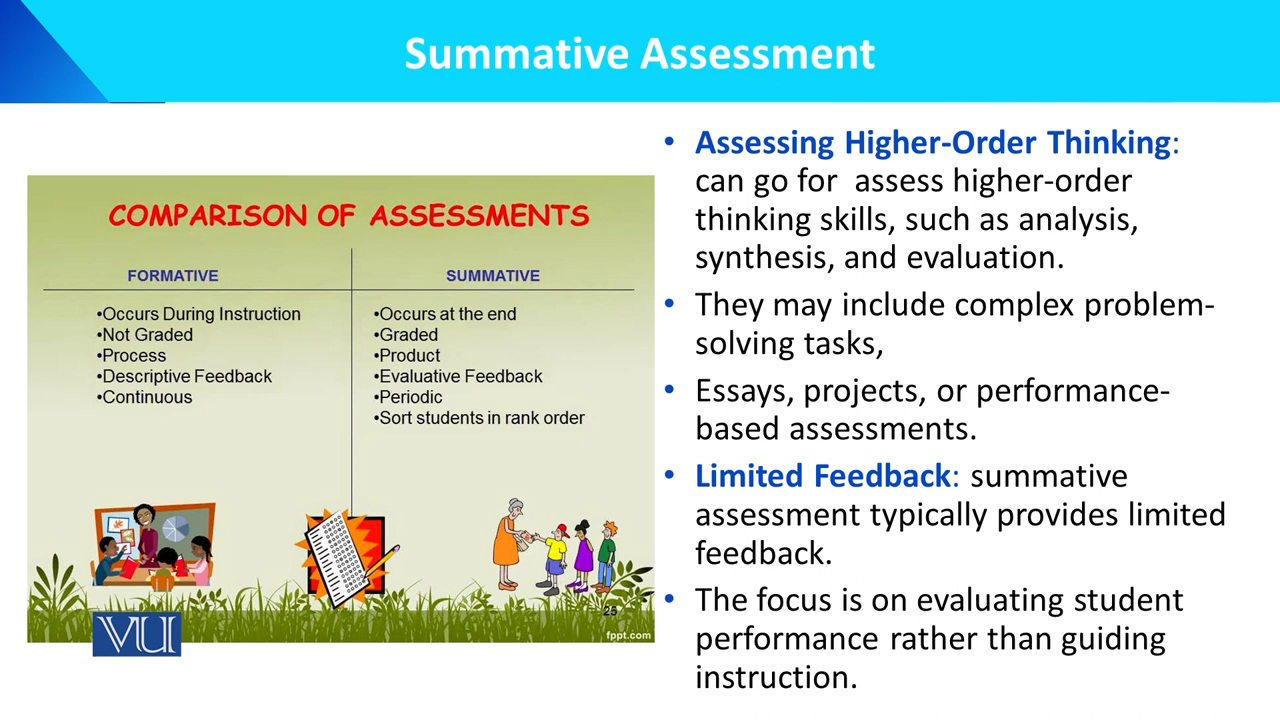 Summative Assessment
COMPARISON OF ASSESSMENTS
FORMATIVE
•Occurs During Instruction
•Not Graded
•Process
•Descriptive Feedback
•Continuous
SUMMATIVE
•Occurs at the end
•Graded
•Product
•Evaluative Feedback
•Periodic
•Sort students in rank order
25
fppt.com
VU
• Assessing Higher-Order Thinking:
can go for  assess higher-order
thinking skills, such as analysis,
synthesis, and evaluation.
• They may include complex problem-
solving tasks,
• Essays, projects, or performance-
based assessments.
• Limited Feedback: summative
assessment typically provides limited
feedback.
• The focus is on evaluating student
performance rather than guiding
instruction.